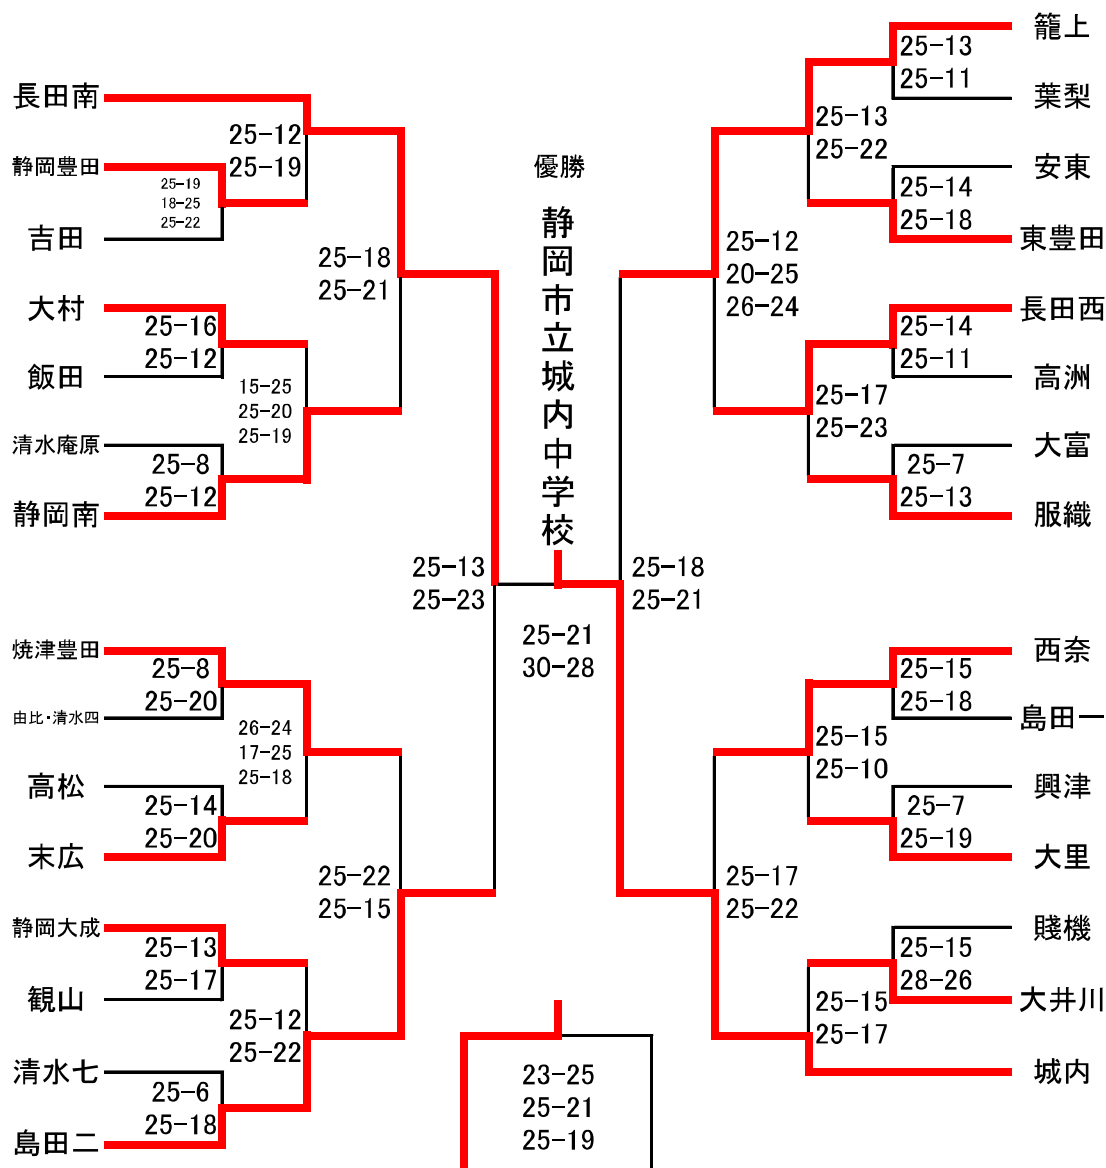 長田南
25-12
25-19
静岡豊田
25-19
18-25
25-22
吉田
25-18
25-21
大村
25-16
25-12
飯田
15-25
25-20
25-19
清水庵原
25-8
25-12
静岡南
25-13
25-23
焼津豊田
25-8
25-20
由比・清水四
26-24
17-25
25-18
高松
25-14
25-20
末広
25-22
25-15
静岡大成
25-13
25-17
観山
25-12
25-22
清水七
25-6
25-18
島田二
優勝
静岡市立城内中学校
25-21
30-28
23-25
25-21
25-19
籠上
25-13
25-11
葉梨
25-13
25-22
安東
25-14
25-18
東豊田
25-12
20-25
26-24
長田西
25-14
25-11
高洲
25-17
25-23
大富
25-7
25-13
服織
25-18
25-21
西奈
25-15
25-18
島田一
25-15
25-10
興津
25-7
25-19
大里
25-17
25-22
賤機
25-15
28-26
大井川
25-15
25-17
城内